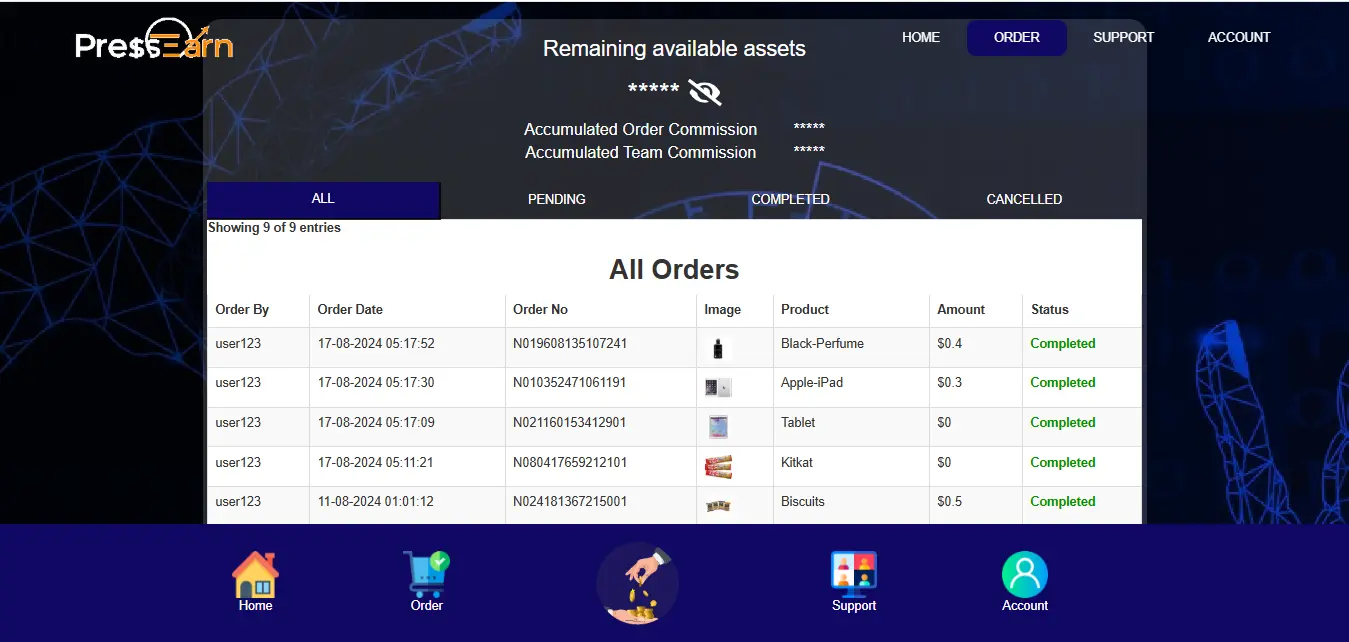 PressEarn
HOME ORDER SUPPORT ACCOUNT
Remaining available assets
*****
Accumulated Order Commission *****
Accumulated Team Commission *****
ALL PENDING COMPLETED CANCELLED
Showing 9 of 9 entries
All Orders
Order By Order Date Order No Image Product Amount Status
user123 17-08-2024 05:17:52 N019608135107241 Black-Perfume $0.4 Completed
user123 17-08-2024 05:17:30 N010352471061191 Apple-iPad $0.3 Completed
user123 17-08-2024 05:17:09 N021160153412901 Tablet $0 Completed
user123 17-08-2024 05:11:21 N080417659212101 Kitkat $0 Completed
user123 11-08-2024 01:01:12 N024181367215001 Biscuits $0.5 Completed
Home Order Support Account